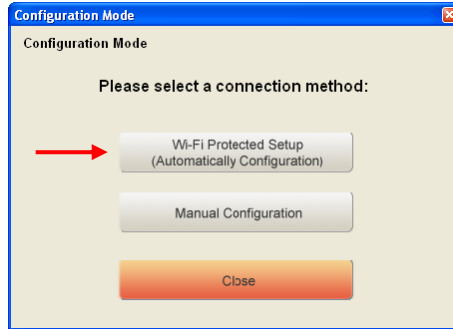 Configuration Mode
Configuration Mode
Please select a connection method:
Wi-Fi Protected Setup
(Automatically Configuration)
Manual Configuration
Close